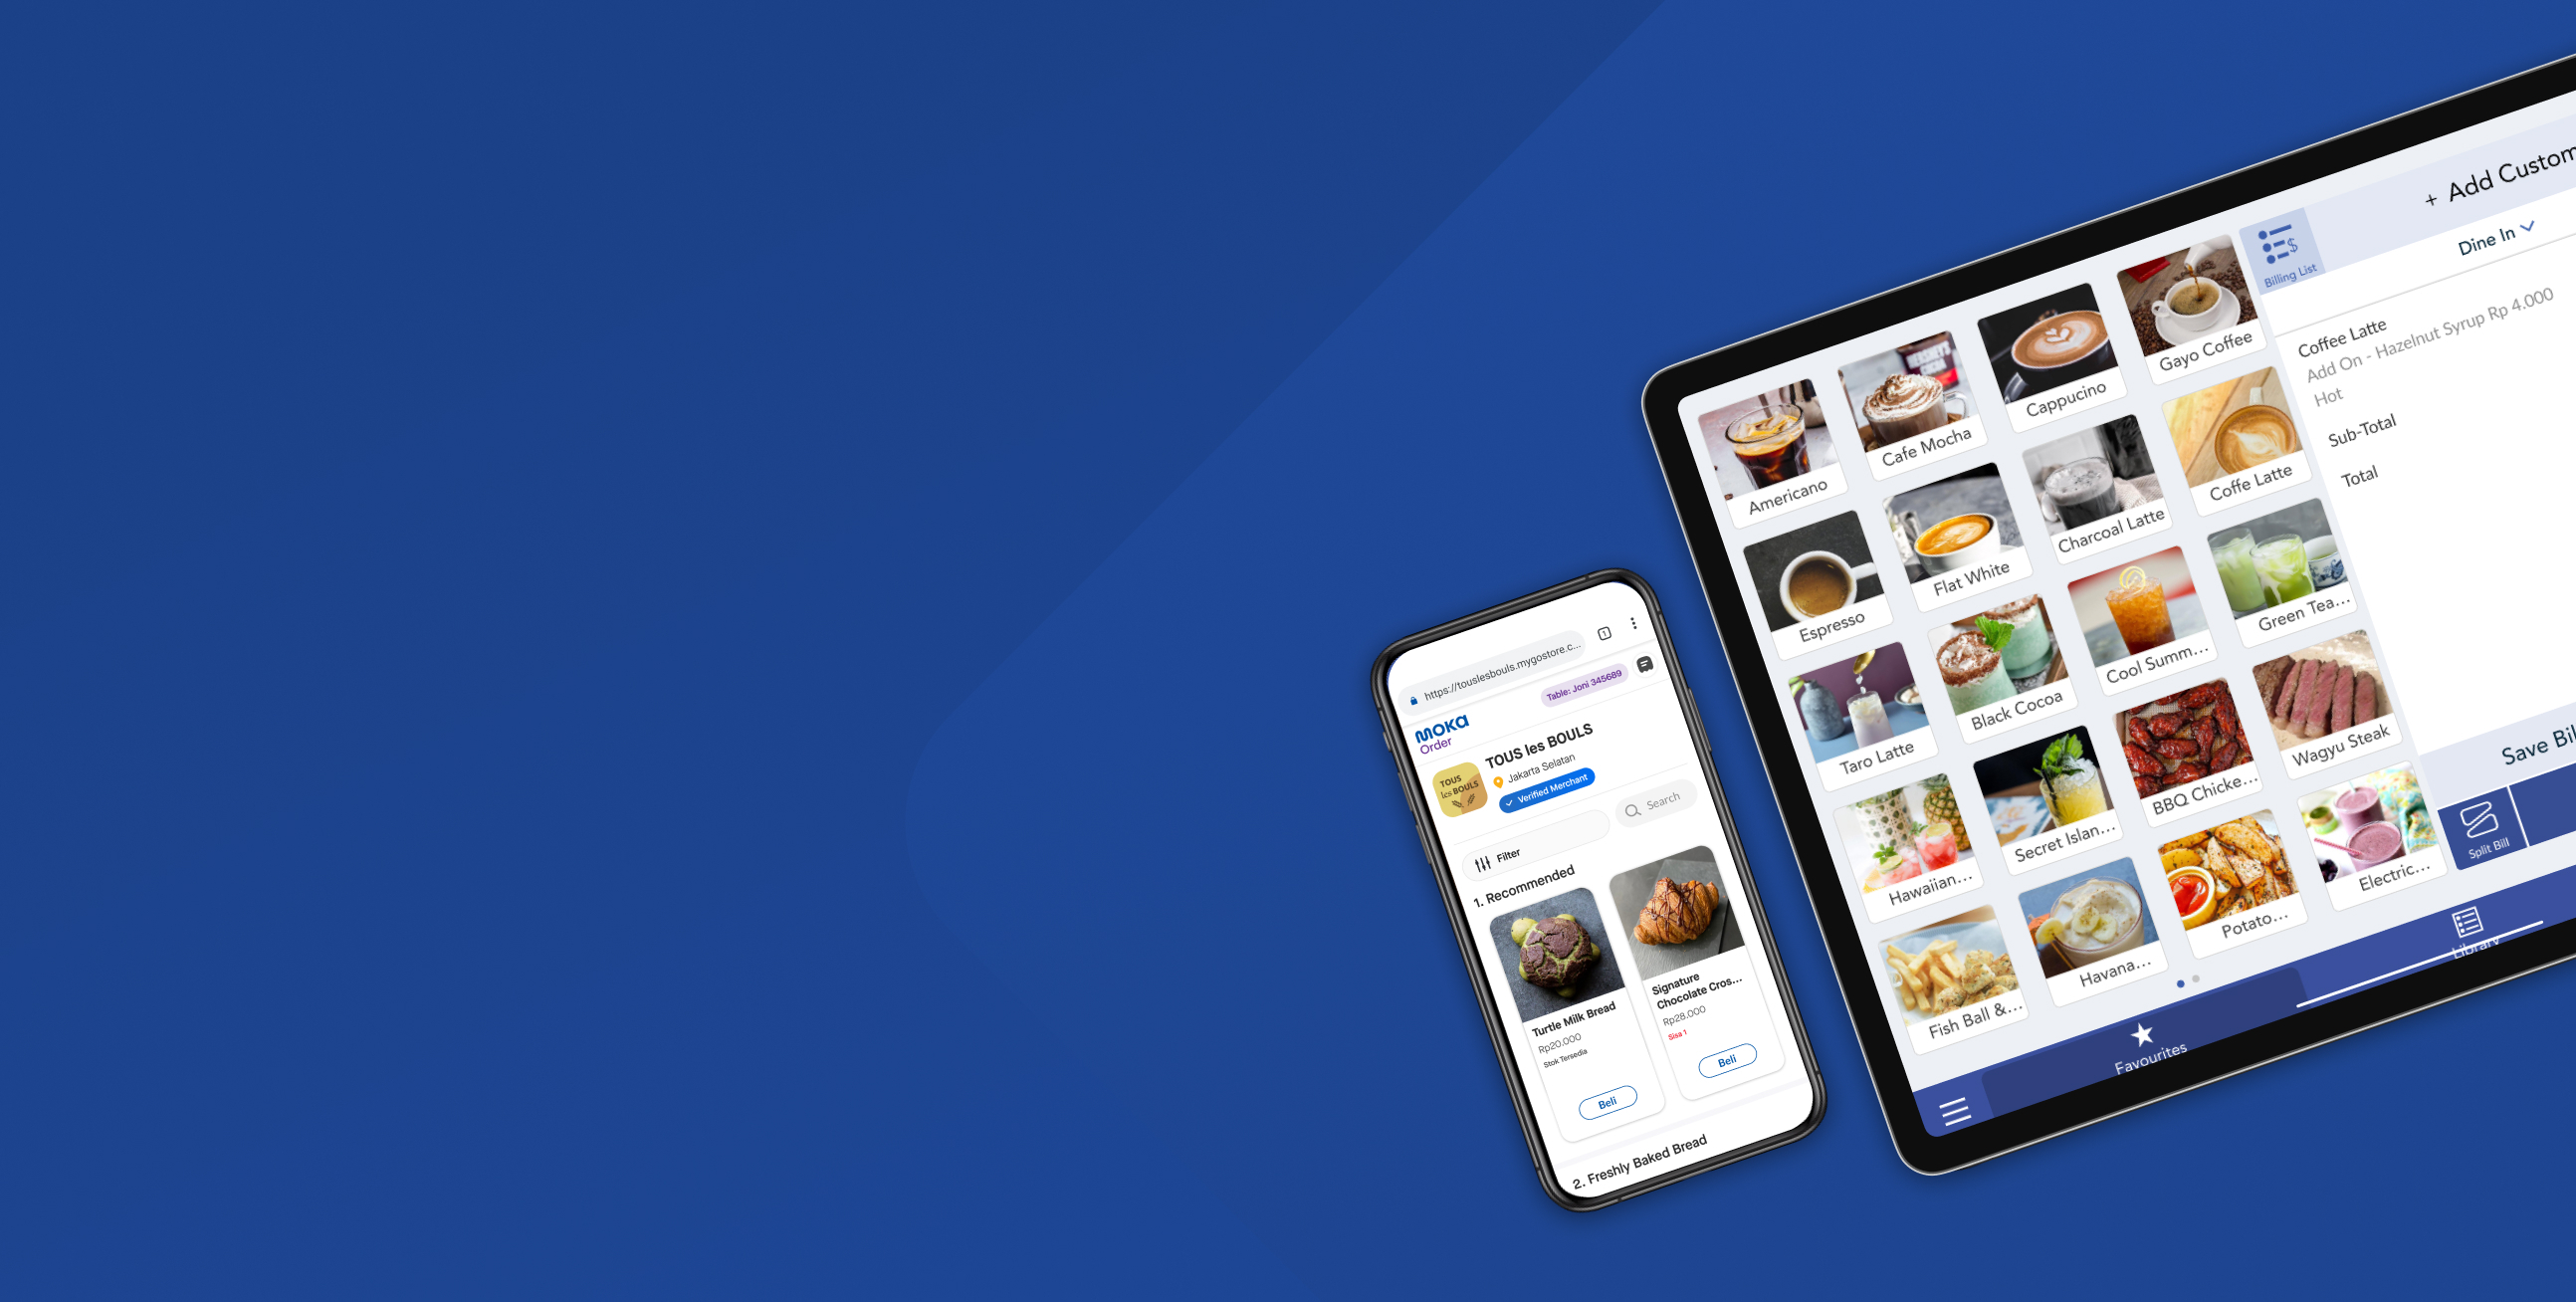 https://touslesbouls.mygostore.c...
1
Table: Joni 345689
MOKA
Order
TOUS
les BOULS
TOUS les BOULS
Jakarta Selatan
Verified Merchant
Filter
Search
1. Recommended
Turtle Milk Bread
Rp20.000
Stok Tersedia
Beli
Signature
Chocolate Cros...
Rp28.000
Sisa 1
Beli
2. Freshly Baked Bread
Americano
Cafe Mocha
Cappucino
Gayo Coffee
Espresso
Flat White
Charcoal Latte
Coffe Latte
Taro Latte
Black Cocoa
Cool Summ...
Green Tea...
Hawaiian...
Secret Islan...
BBQ Chicke...
Wagyu Steak
Fish Ball &...
Havana...
Potato...
Electric...
Billing List
+ Add Custom
Dine In
Coffee Latte
Add On - Hazelnut Syrup Rp 4.000
Hot
Sub-Total
Total
Save Bil
Split Bill
Favourites
Library